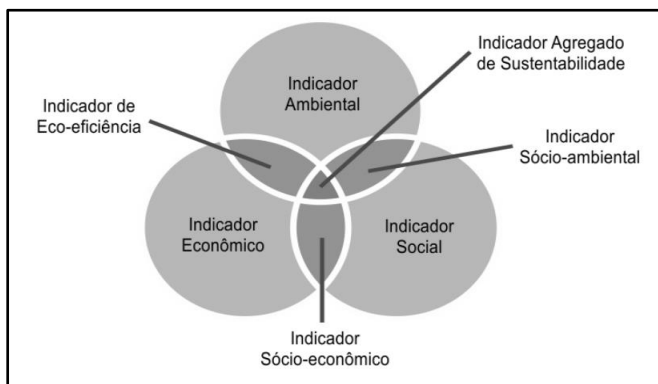 Indicador Agregado
de Sustentabilidade
Indicador
Ambiental
Indicador de
Eco-eficiência
Indicador
Sócio-ambiental
Indicador
Econômico
Indicador
Social
Indicador
Sócio-econômico